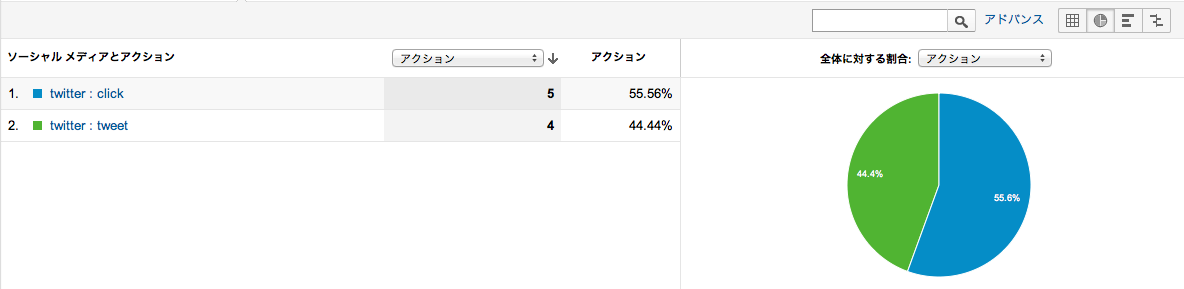 アドバンス
ソーシャル メディアとアクション アクション アクション 全体に対する割合: アクション
1. twitter : click 5 55.56%
2. twitter : tweet 4 44.44%
44.4%
55.6%